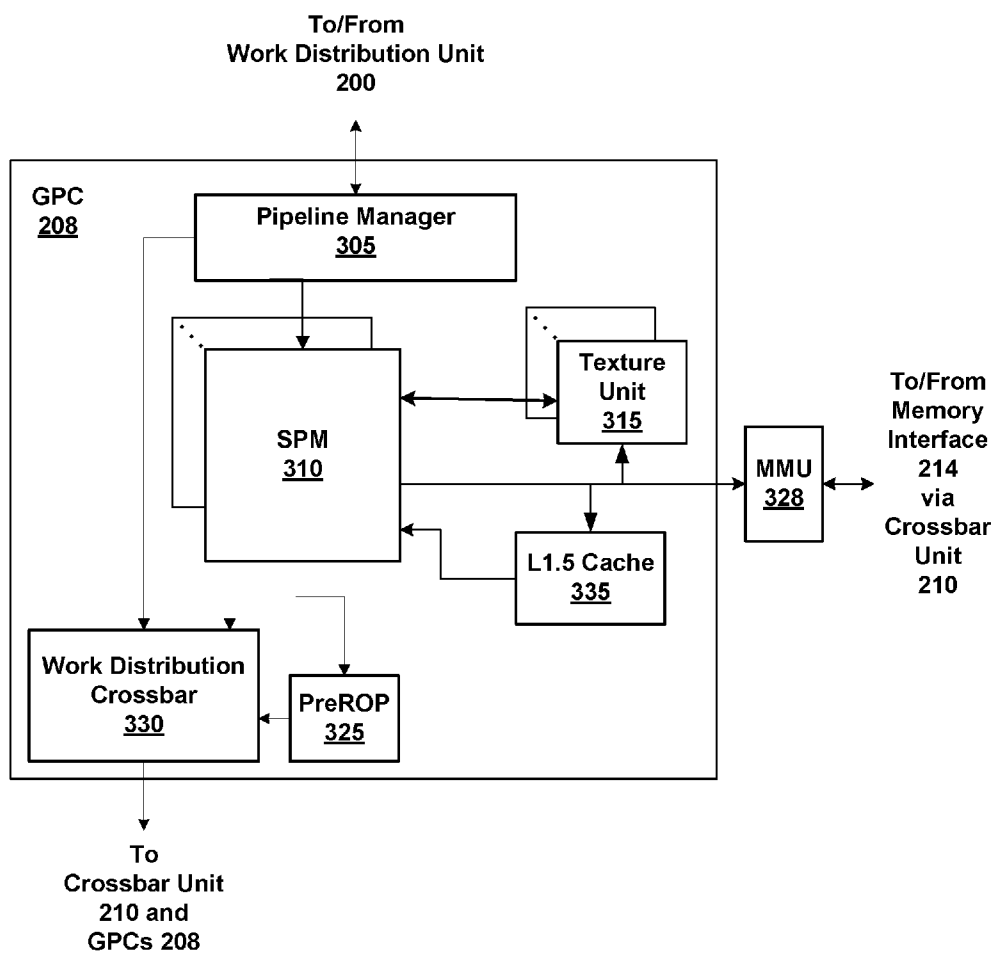 To/From
Work Distribution Unit
200
GPC
208
Pipeline Manager
305
Texture
Unit
315
SPM
310
To/From
Memory
Interface
214
via
Crossbar
Unit
210
MMU
328
L1.5 Cache
335
Work Distribution
Crossbar
330
PreROP
325
To
Crossbar Unit
210 and
GPCs 208